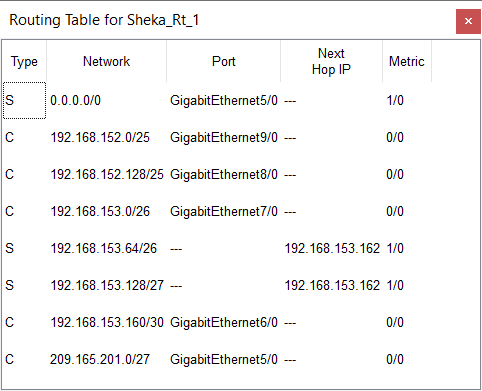 Routing Table for Sheka_Rt_1
Type Network Port Next Hop IP Metric
S 0.0.0.0/0 GigabitEthernet5/0 --- 1/0
C 192.168.152.0/25 GigabitEthernet9/0 --- 0/0
C 192.168.152.128/25 GigabitEthernet8/0 --- 0/0
C 192.168.153.0/26 GigabitEthernet7/0 --- 0/0
S 192.168.153.64/26 --- 192.168.153.162 1/0
S 192.168.153.128/27 --- 192.168.153.162 1/0
C 192.168.153.160/30 GigabitEthernet6/0 --- 0/0
C 209.165.201.0/27 GigabitEthernet5/0 --- 0/0